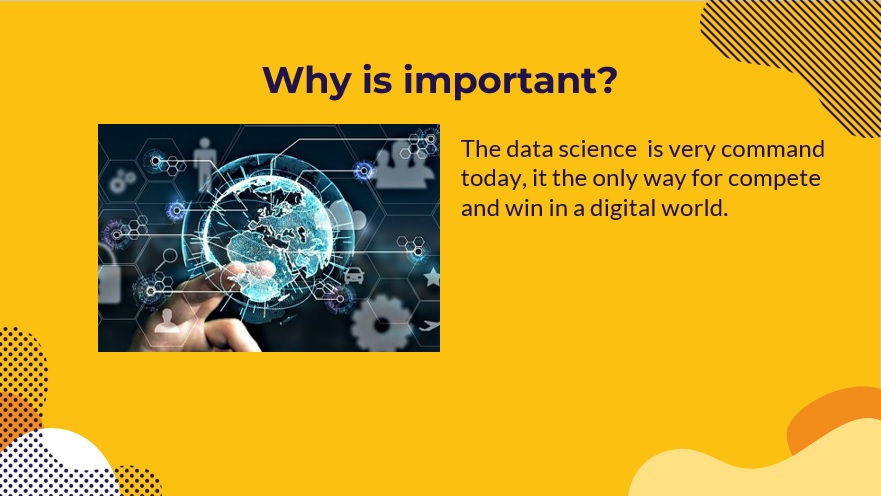 Why is important?
The data science  is very command
today, it the only way for compete
and win in a digital world.